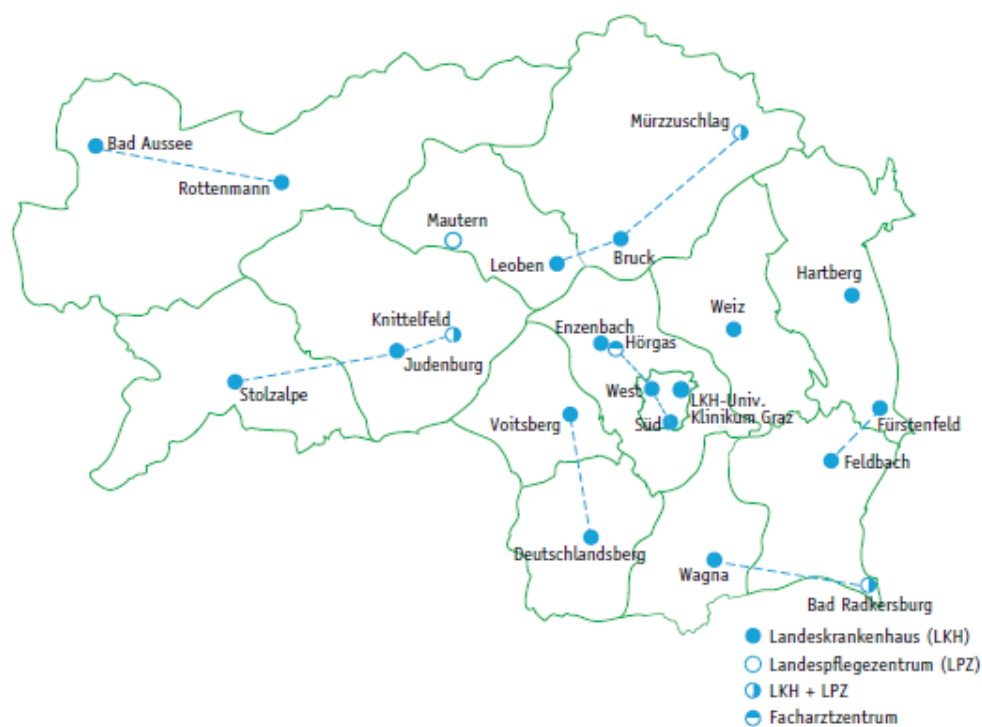 Mürzzuschlag
Bad Aussee
Rottenmann
Mautern
Bruck
Leoben
Hartberg
Knittelfeld
Weiz
Enzenbach
Hörgas
Judenburg
Stolzalpe
West
LKH-Univ.
Klinikum Graz
Voitsberg
Süd
Fürstenfeld
Feldbach
Deutschlandsberg
Wagna
Bad Radkersburg
Landeskrankenhaus (LKH)
Landespflegezentrum (LPZ)
LKH + LPZ
Facharztzentrum